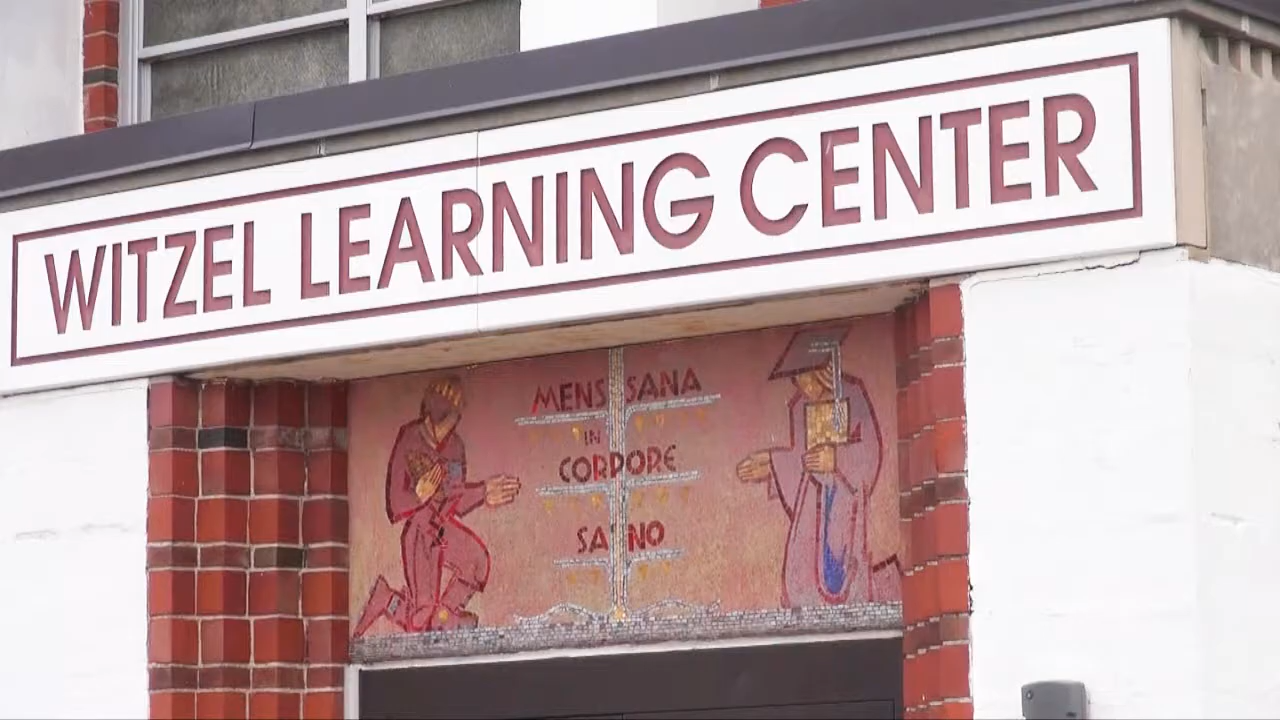 WITZEL LEARNING CENTER
MENS SANA
IN
CORPORE
SANO